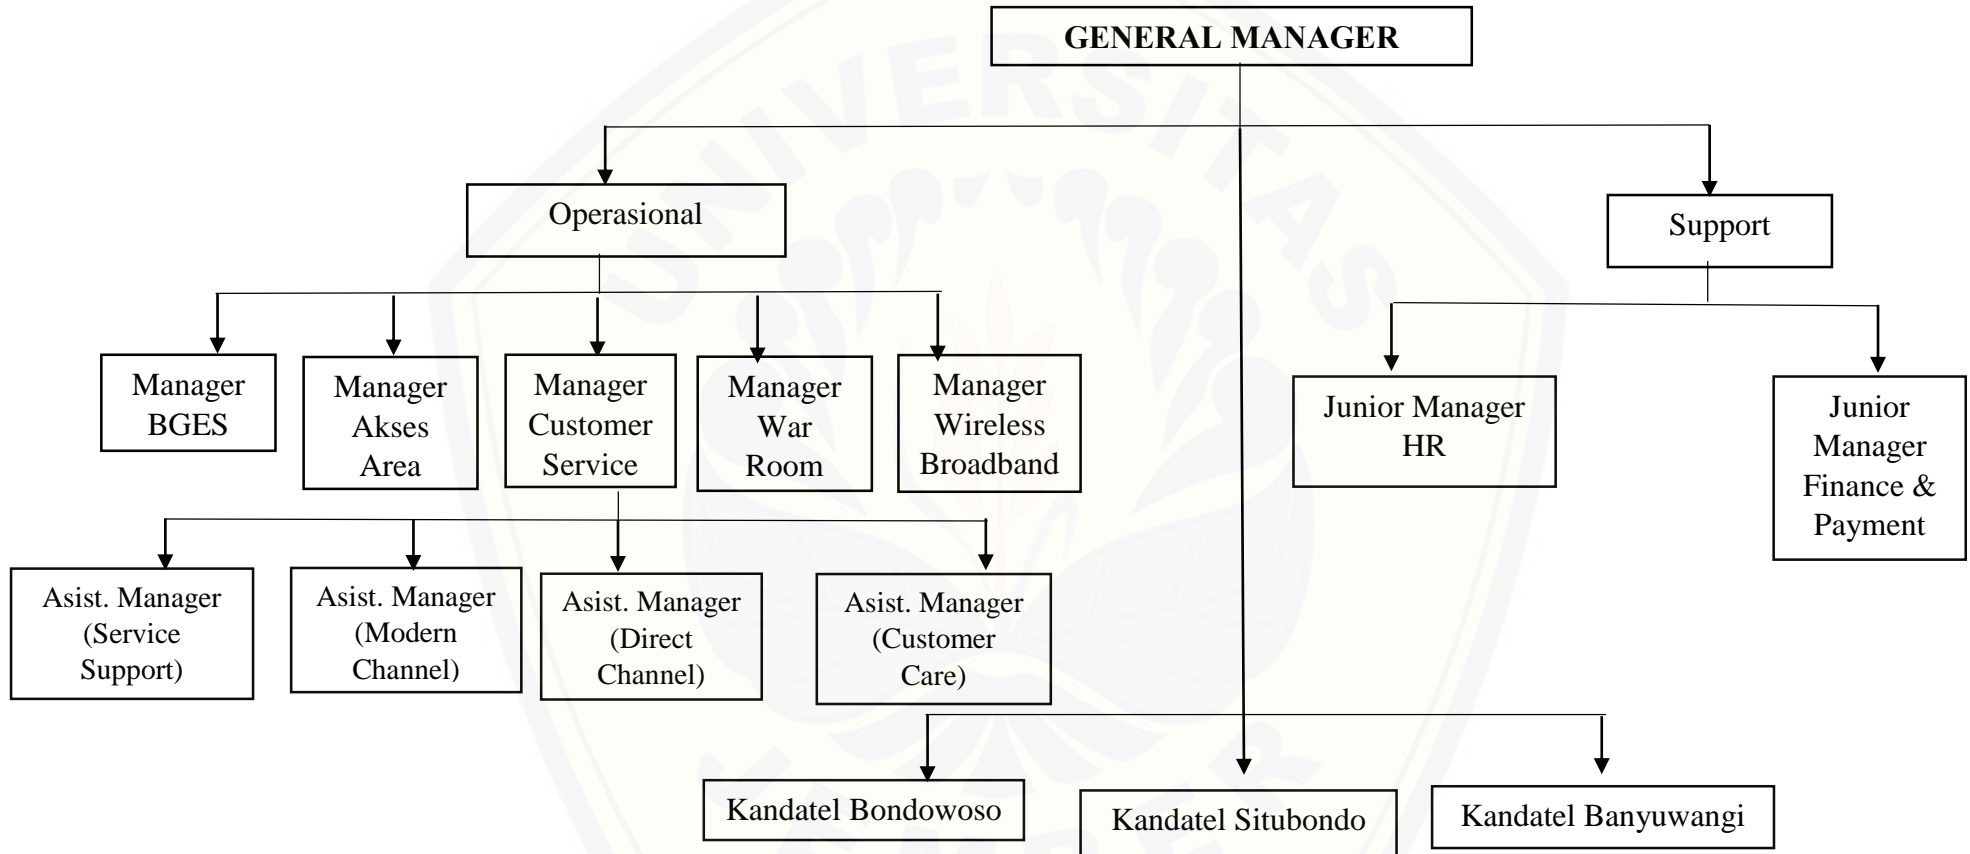 GENERAL MANAGER
Operasional
Support
Manager
BGES
Manager
Akses
Area
Manager
Customer
Service
Manager
War
Room
Manager
Wireless
Broadband
Junior Manager
HR
Junior
Manager
Finance &
Payment
Asist. Manager
(Service
Support)
Asist. Manager
(Modern
Channel)
Asist. Manager
(Direct
Channel)
Asist. Manager
(Customer
Care)
Kandatel Bondowoso
Kandatel Situbondo
Kandatel Banyuwangi
UNIVERSITAS
JEMBER